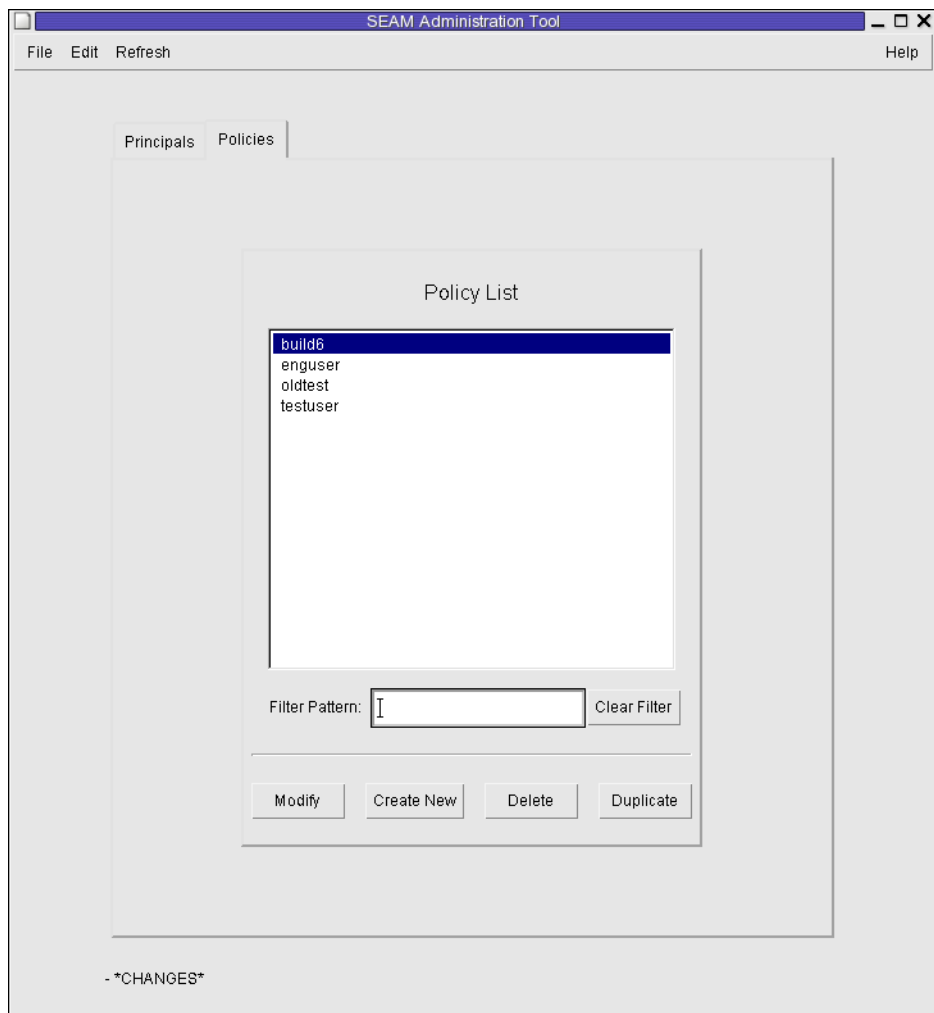 SEAM Administration Tool
File Edit Refresh Help
Principals Policies
Policy List
build6
enguser
oldtest
testuser
Filter Pattern: Clear Filter
Modify Create New Delete Duplicate
- *CHANGES*